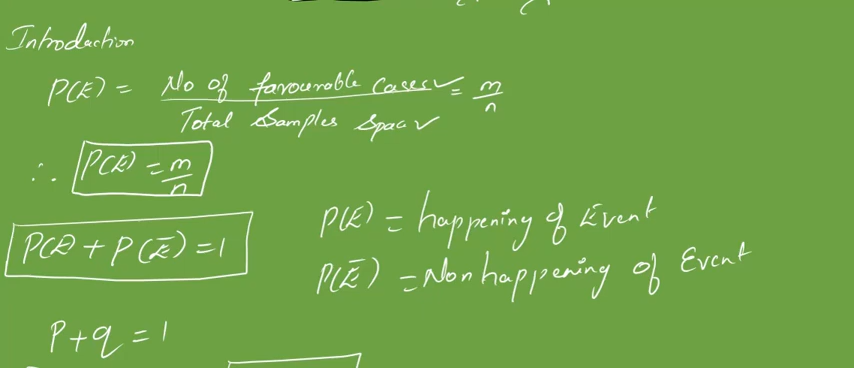 Introduction
P(E) = No of favourable cases / Total Samples Space = m/n
∴ P(E) = m/n
P(E) = happening of Event
P(E) + P(Ē) = 1
P(Ē) = Non happening of Event
P + q = 1